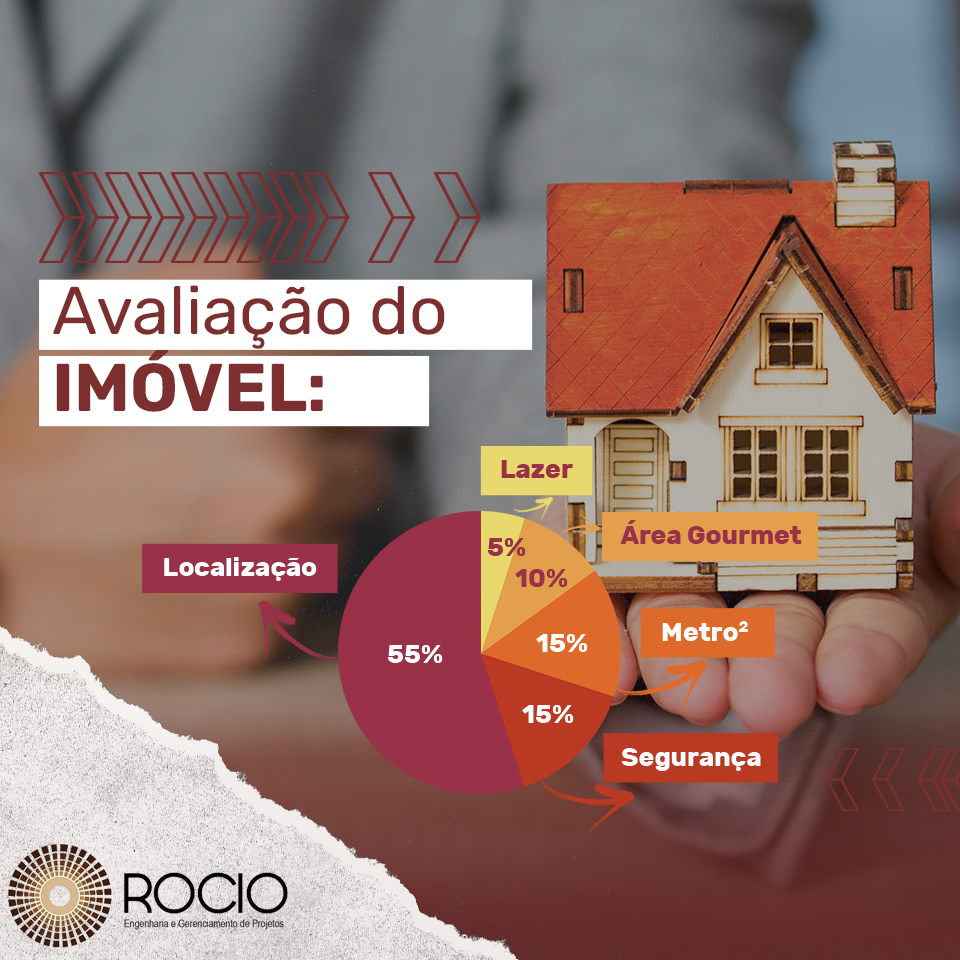 Avaliação do
IMÓVEL:
Lazer
Área Gourmet
5%
10%
Localização
Metro²
15%
55%
15%
Segurança
ROCIO
Engenharia e Gerenciamento de Projetos